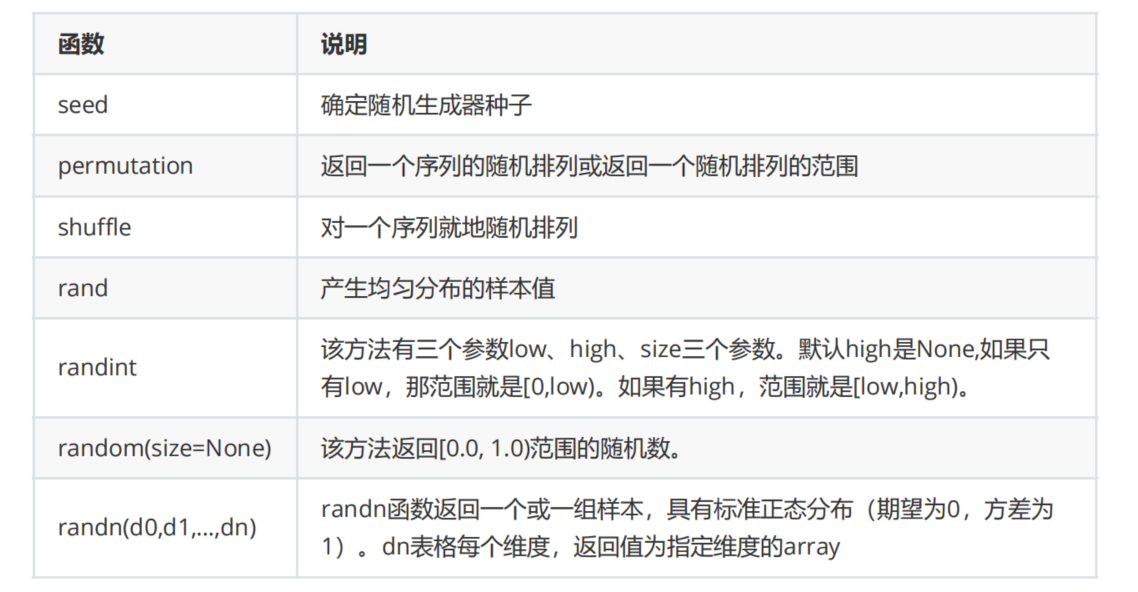 函数 说明
seed 确定随机生成器种子
permutation 返回一个序列的随机排列或返回一个随机排列的范围
shuffle 对一个序列就地随机排列
rand 产生均匀分布的样本值
randint 该方法有三个参数low、high、size三个参数。默认high是None,如果只
有low，那范围就是[0,low)。如果有high，范围就是[low,high)。
random(size=None) 该方法返回[0.0, 1.0)范围的随机数。
randn(d0,d1,...,dn) randn函数返回一个或一组样本，具有标准正态分布（期望为0，方差为
1）。dn表格每个维度，返回值为指定维度的array